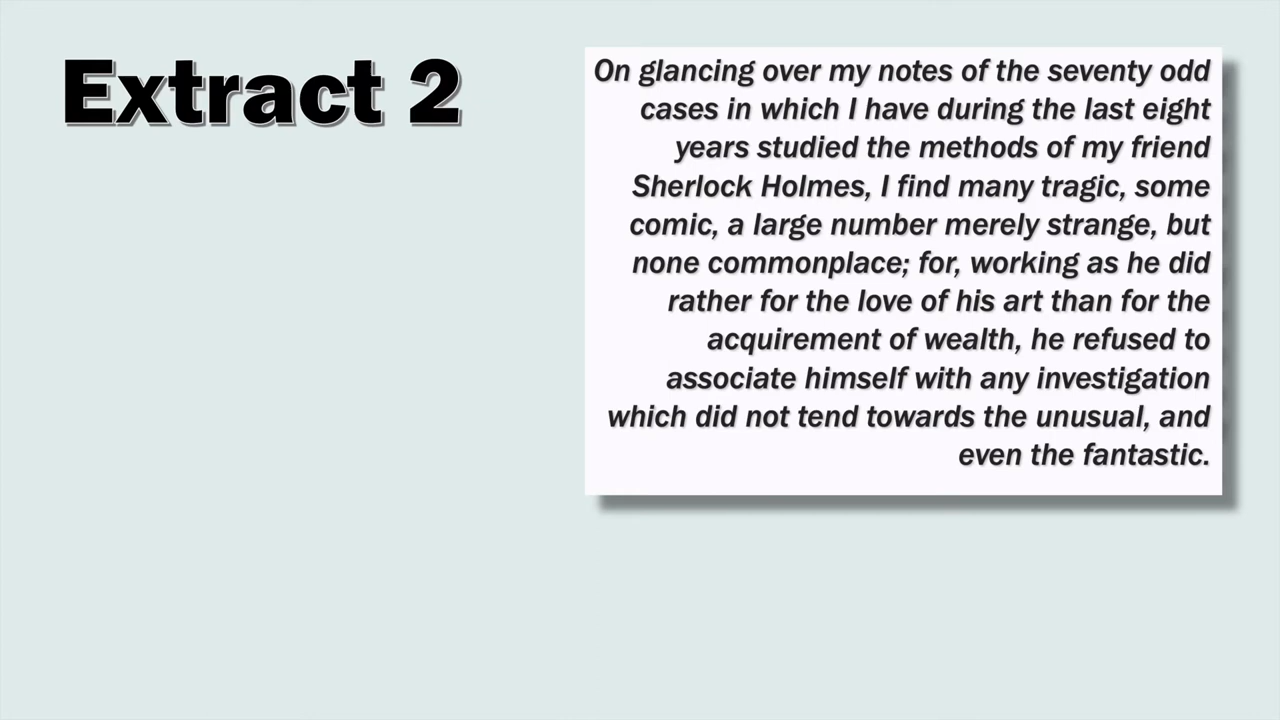 Extract 2
On glancing over my notes of the seventy odd
cases in which I have during the last eight
years studied the methods of my friend
Sherlock Holmes, I find many tragic, some
comic, a large number merely strange, but
none commonplace; for, working as he did
rather for the love of his art than for the
acquirement of wealth, he refused to
associate himself with any investigation
which did not tend towards the unusual, and
even the fantastic.